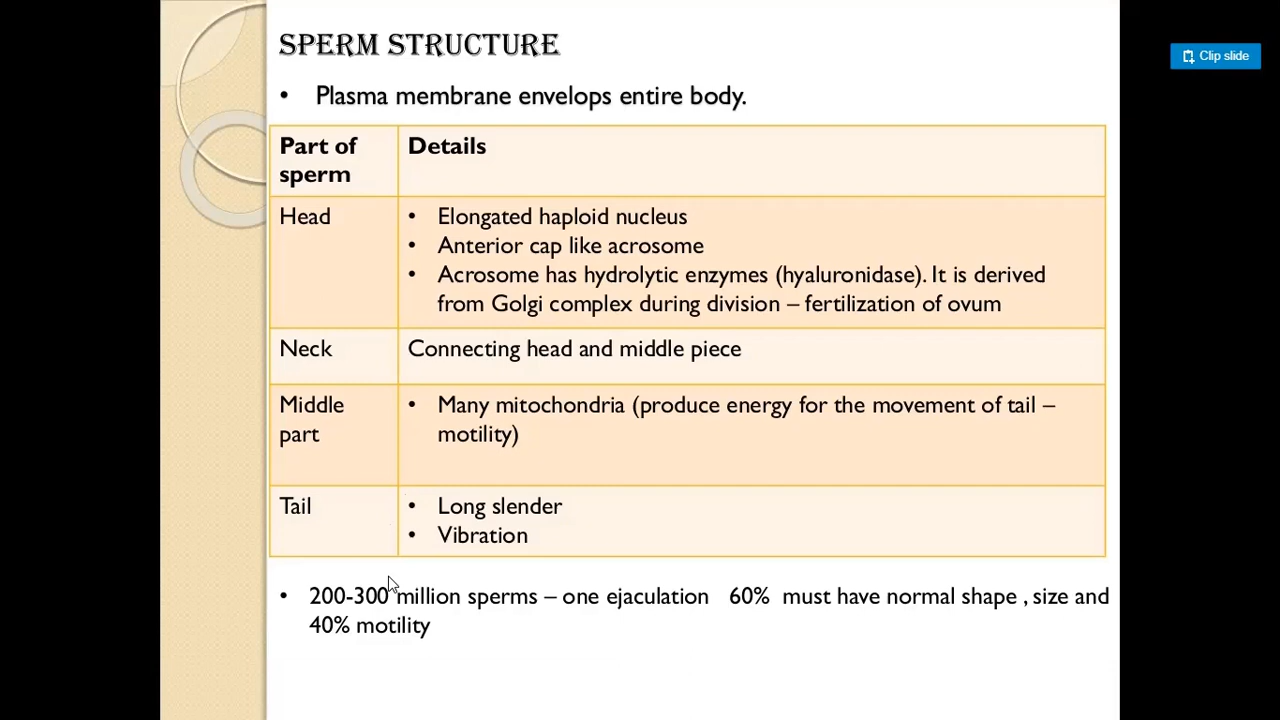 SPERM STRUCTURE
Clip slide
• Plasma membrane envelops entire body.
Part of sperm
Details
Head
• Elongated haploid nucleus
• Anterior cap like acrosome
• Acrosome has hydrolytic enzymes (hyaluronidase). It is derived
from Golgi complex during division – fertilization of ovum
Neck
Connecting head and middle piece
Middle
part
• Many mitochondria (produce energy for the movement of tail –
motility)
Tail
• Long slender
• Vibration
• 200-300 million sperms – one ejaculation 60% must have normal shape , size and
40% motility